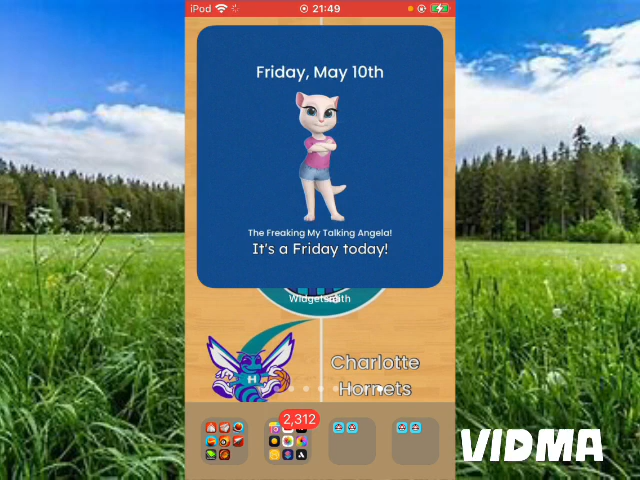 iPod
21:49
Friday, May 10th
The Freaking My Talking Angela!
It's a Friday today!
Widgetsmith
H
Charlotte
Hornets
2,312
VIDMA